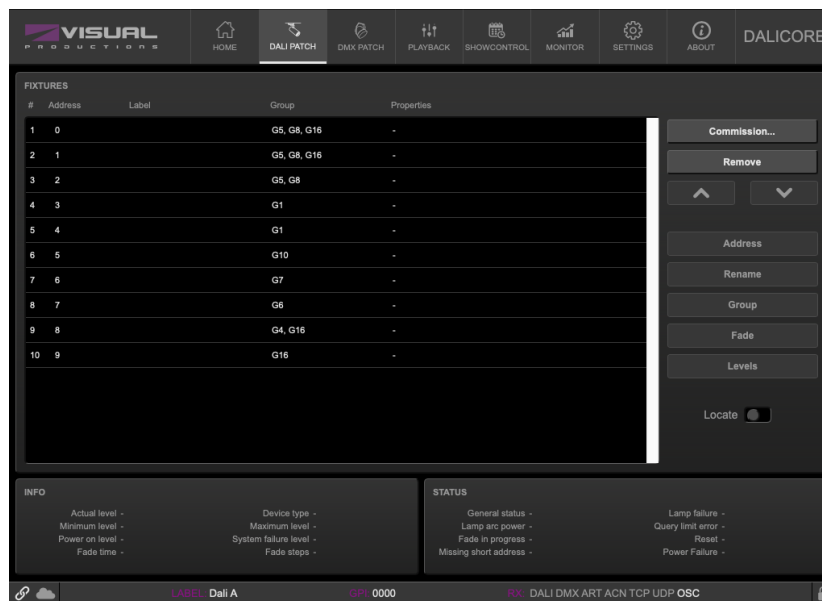 VISUAL
PRODUCTIONS
HOME
DALI PATCH
DMX PATCH
PLAYBACK
SHOWCONTROL
MONITOR
SETTINGS
ABOUT
DALICORE
FIXTURES
# Address Label Group Properties
1 0 G5, G8, G16 -
2 1 G5, G8, G16 -
3 2 G5, G8 -
4 3 G1 -
5 4 G1 -
6 5 G10 -
7 6 G7 -
8 7 G6 -
9 8 G4, G16 -
10 9 G16 -
Commission...
Remove
Address
Rename
Group
Fade
Levels
Locate
INFO
Actual level - Device type -
Minimum level - Maximum level -
Power on level - System failure level -
Fade time - Fade steps -
STATUS
General status - Lamp failure -
Lamp arc power - Query limit error -
Fade in progress - Reset -
Missing short address - Power Failure -
LABEL: Dali A GPI: 0000 RX: DALI DMX ART ACN TCP UDP OSC